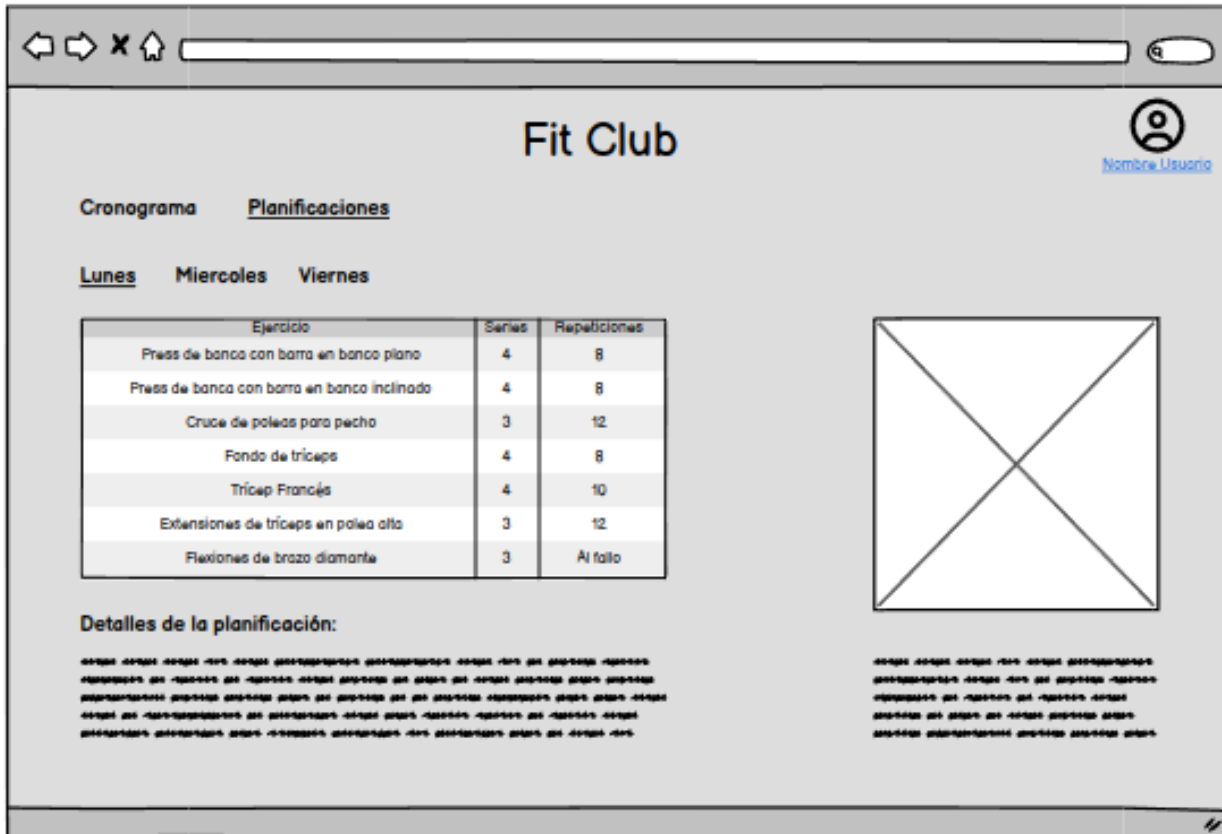 Fit Club
Nombre Usuario
Cronograma Planificaciones
Lunes Miercoles Viernes
Ejercicio Series Repeticiones
Press de banca con barra en banco plano 4 8
Press de banca con barra en banco inclinado 4 8
Cruce de poleas para pecho 3 12
Fondo de tríceps 4 8
Trícep Francés 4 10
Extensiones de tríceps en polea alta 3 12
Flexiones de brazo diamante 3 Al fallo
Detalles de la planificación: